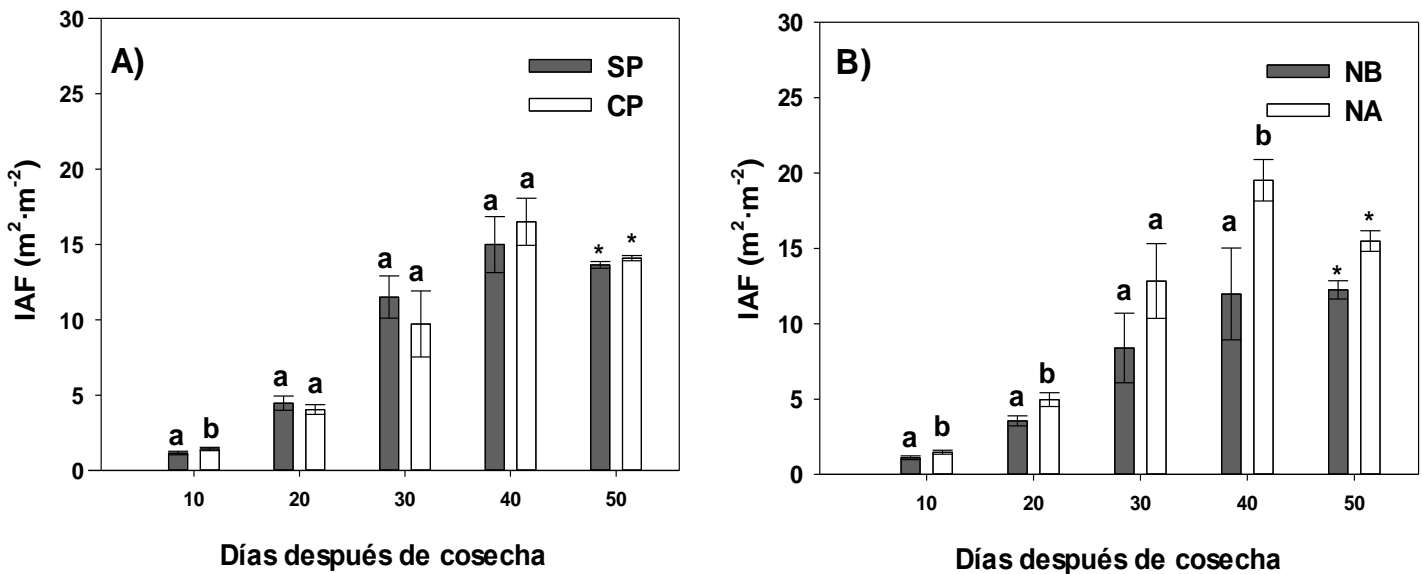 A)
SP
CP
IAF (m²·m⁻²)
30
25
20
15
10
5
0
a b
a a
a a
a a
* *
10 20 30 40 50
Días después de cosecha
B)
NB
NA
IAF (m²·m⁻²)
30
25
20
15
10
5
0
a b
a b
a a
a b
* *
10 20 30 40 50
Días después de cosecha